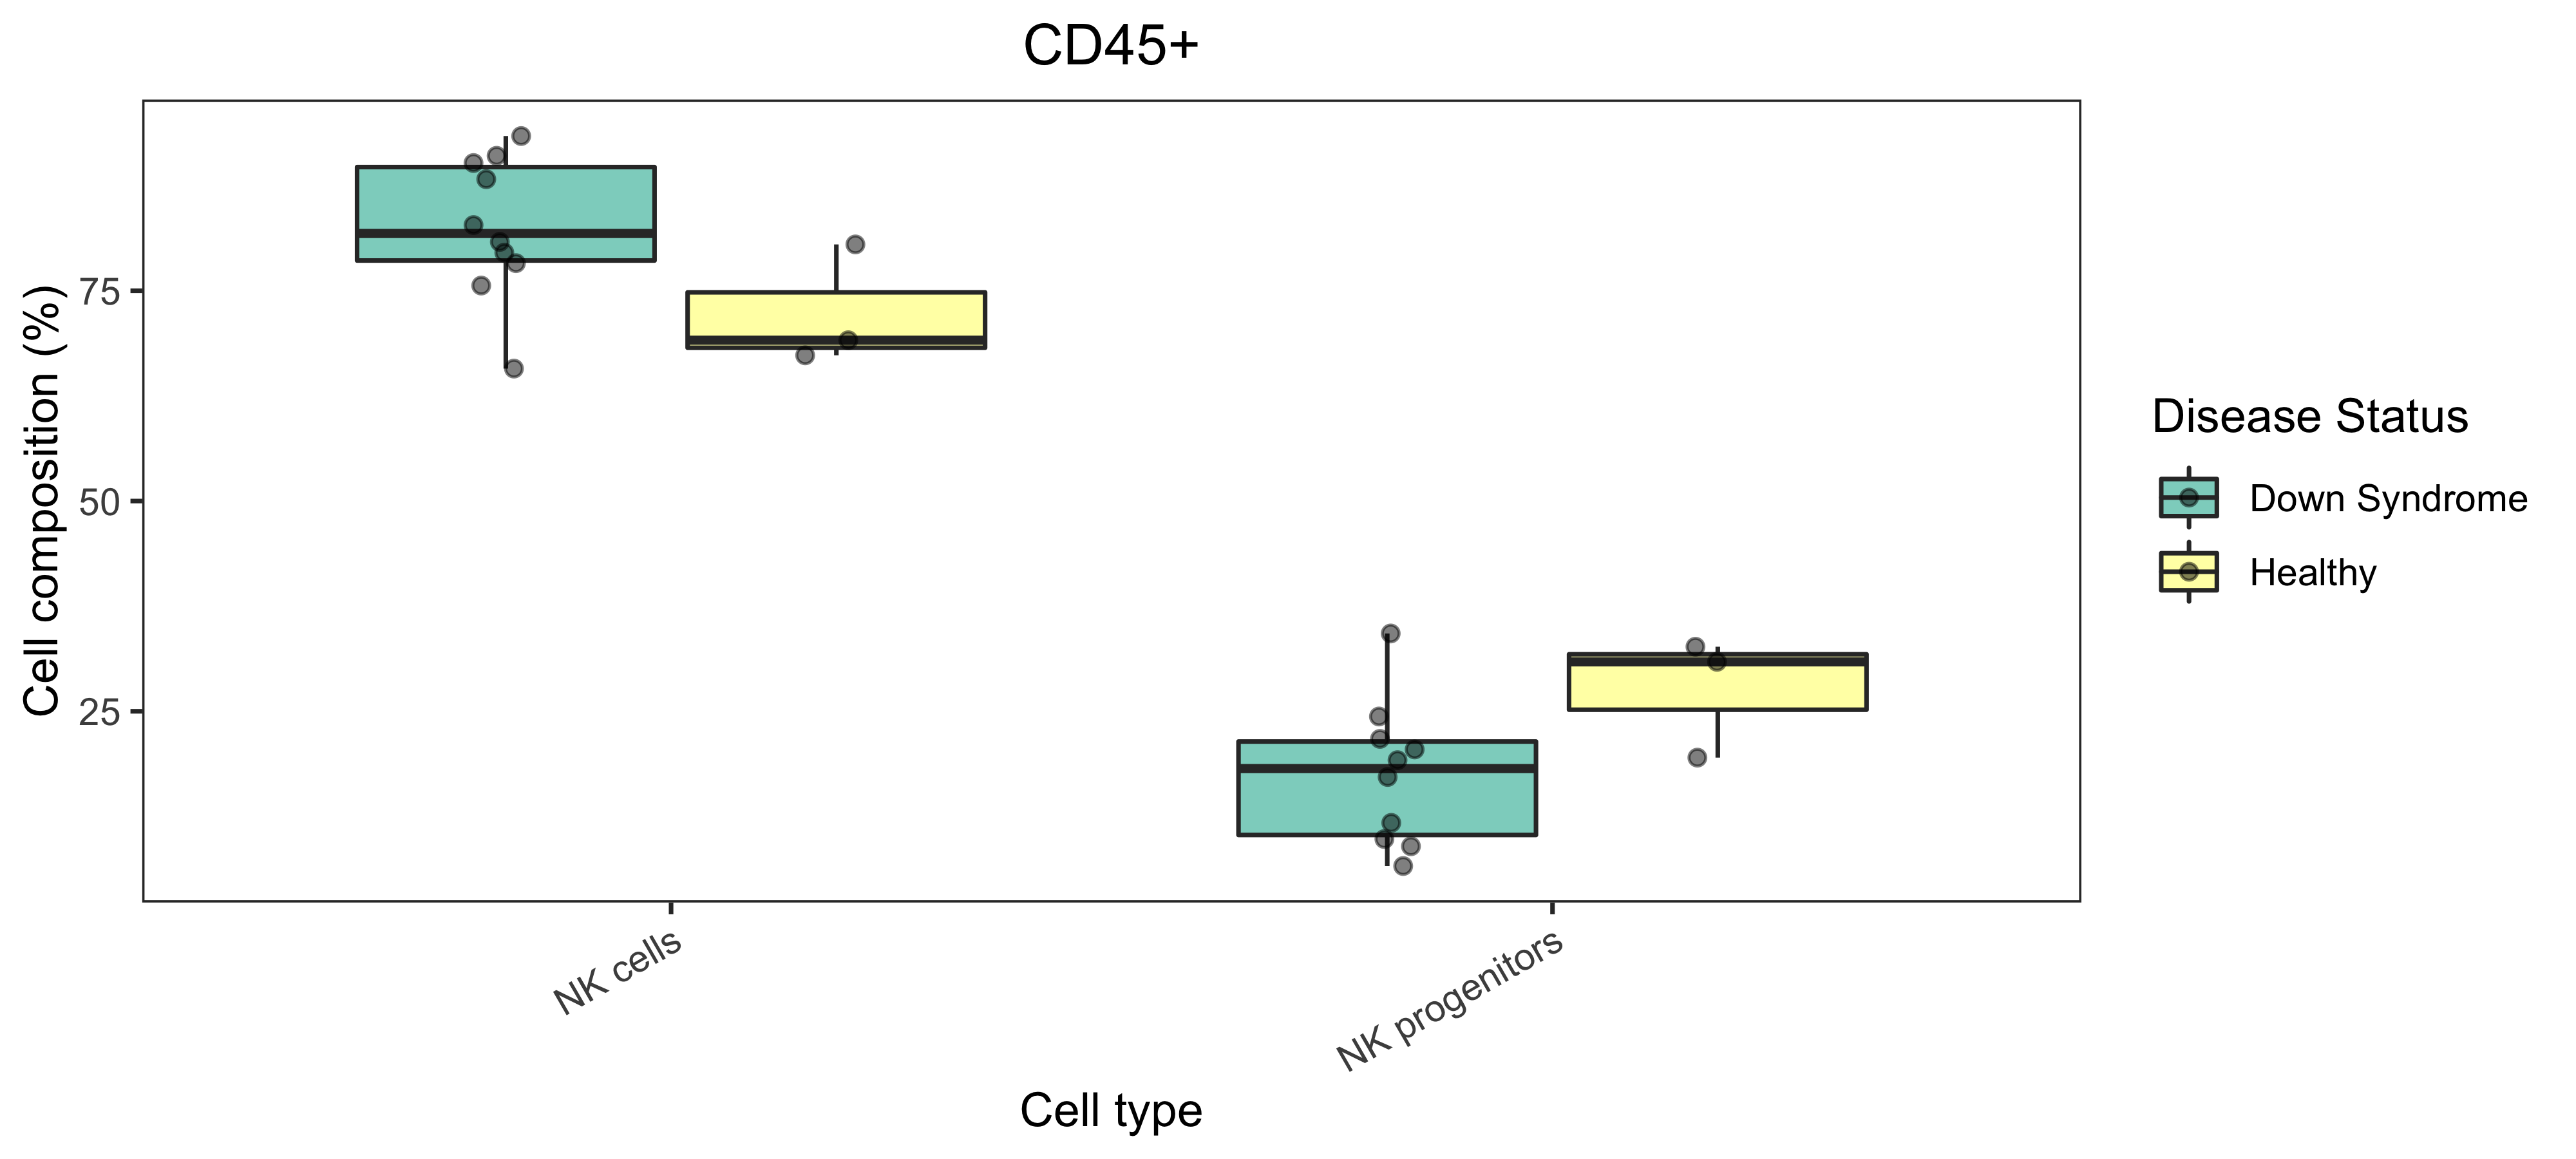 CD45+
Cell composition (%)
75
50
25
NK cells
NK progenitors
Cell type
Disease Status
Down Syndrome
Healthy